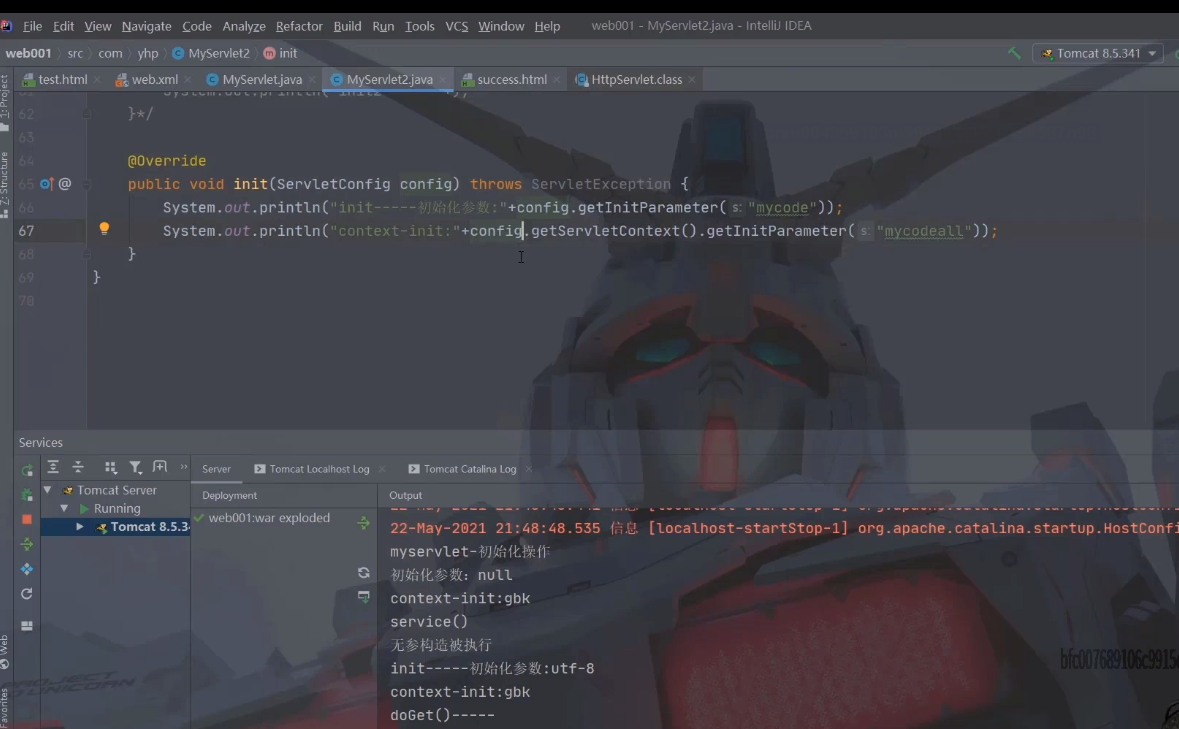 File Edit View Navigate Code Analyze Refactor Build Run Tools VCS Window Help web001 - MyServlet2.java - IntelliJ IDEA
web001 src com yhp MyServlet2 init Tomcat 8.5.341
test.html web.xml MyServlet.java MyServlet2.java success.html HttpServlet.class
1: Project
Z: Structure
62 }*/
63
64 @Override
65 public void init(ServletConfig config) throws ServletException {
66 System.out.println("init-----初始化参数:"+config.getInitParameter( s: "mycode"));
67 System.out.println("context-init:"+config.getServletContext().getInitParameter( s: "mycodeall"));
68 }
69 }
70
Services
Server Tomcat Localhost Log Tomcat Catalina Log
Tomcat Server
Running
Tomcat 8.5.3
Deployment
web001:war exploded
Output
22-May-2021 21:48:48.535 信息 [localhost-startStop-1] org.apache.catalina.startup.HostConfi
myservlet-初始化操作
初始化参数：null
context-init:gbk
service()
无参构造被执行
init-----初始化参数:utf-8
context-init:gbk
doGet()-----
Web
Favorites
PROJECT
UNICORN
bfc007689106c9915